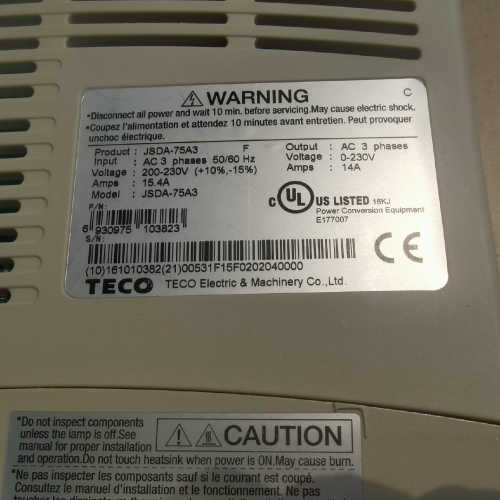 WARNING
C
*Disconnect all power and wait 10 min. before servicing.May cause electric shock.
*Coupez l'alimentation et attendez 10 minutes avant entretien. Peut provoquer
unchoc électrique.
Product : JSDA-75A3 F Output : AC 3 phases
Input : AC 3 phases 50/60 Hz Voltage : 0-230V
Voltage : 200-230V (+10%,-15%) Amps : 14A
Amps : 15.4A
Model : JSDA-75A3
P/N:
6 930975 103823
S/N:
(10)161010382(21)00531F15F0202040000
c UL US LISTED 16KJ
Power Conversion Equipment
E177007
CE
TECO TECO Electric & Machinery Co.,Ltd.
CAUTION
*Do not inspect components
unless the lamp is off.See
manual for proper installation
and operation.Do not touch heatsink when power is ON.May cause burn.
*Ne pas inspecter les composants sauf si le courant est coupé.
Consultez le manuel d'installation et fonctionnement. Ne pas